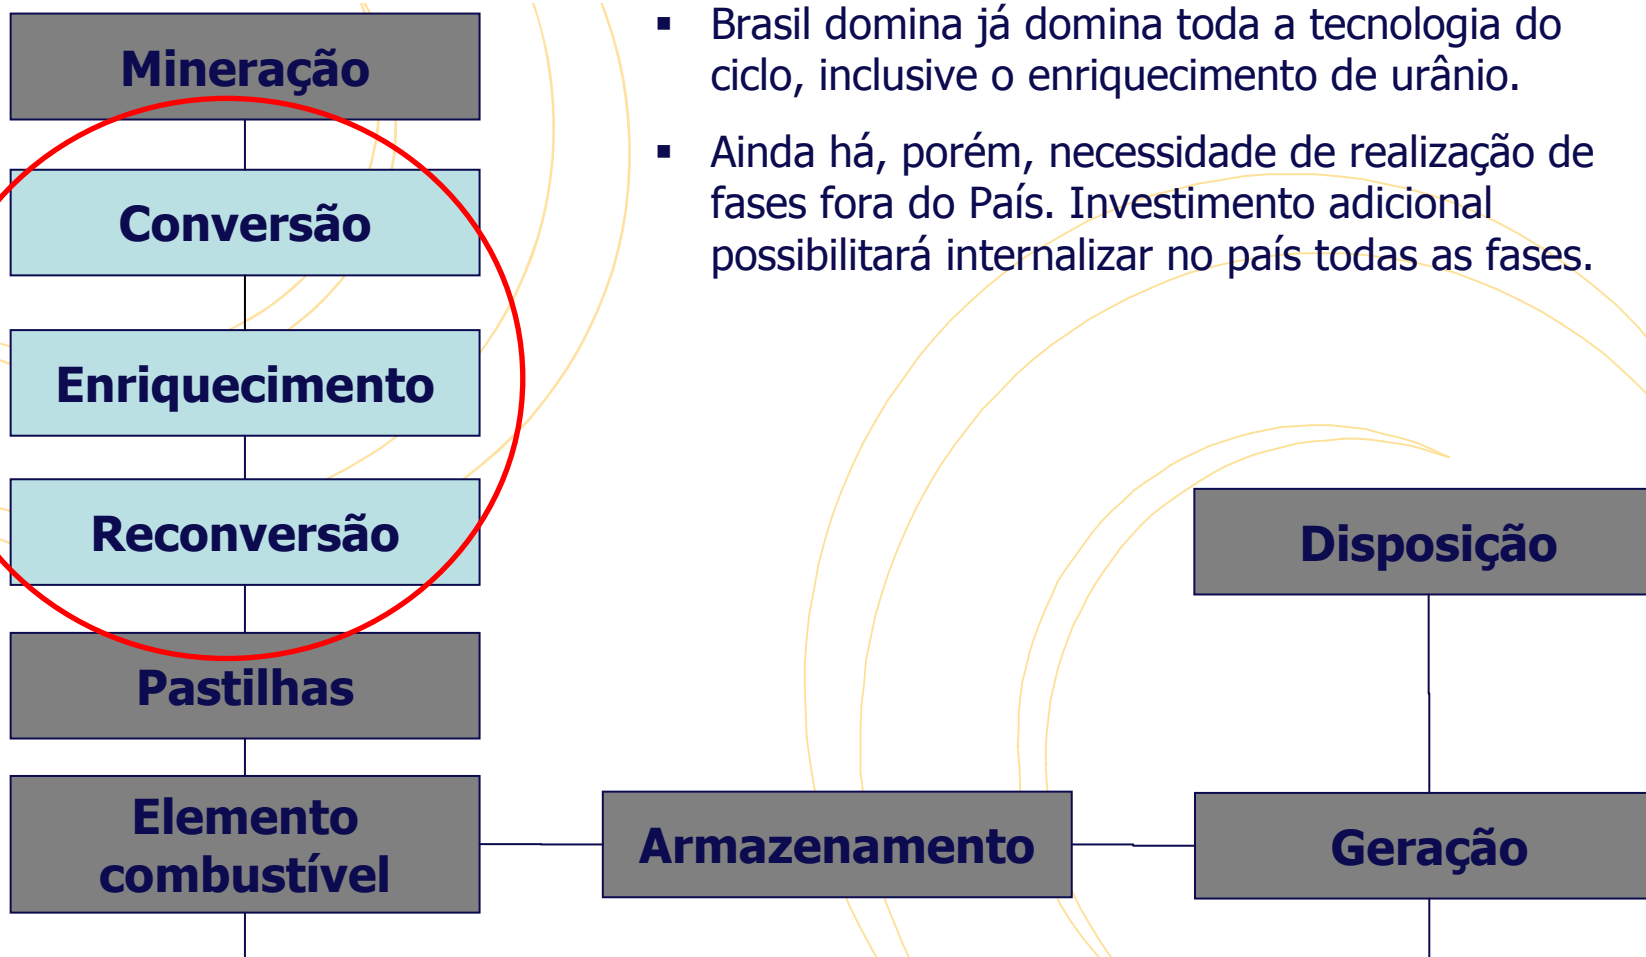 Mineração
Conversão
Enriquecimento
Reconversão
Pastilhas
Elemento
combustível
Armazenamento
Geração
Disposição
▪ Brasil domina já domina toda a tecnologia do
ciclo, inclusive o enriquecimento de urânio.
▪ Ainda há, porém, necessidade de realização de
fases fora do País. Investimento adicional
possibilitará internalizar no país todas as fases.